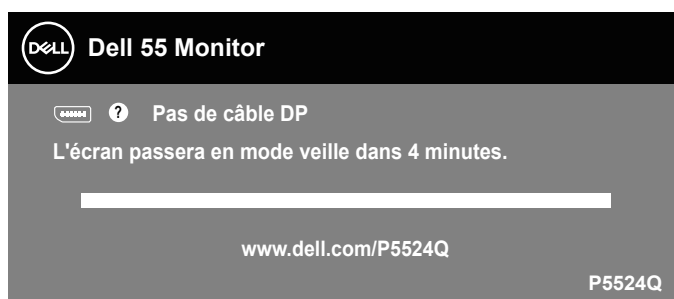 DELL Dell 55 Monitor
? Pas de câble DP
L'écran passera en mode veille dans 4 minutes.
www.dell.com/P5524Q
P5524Q